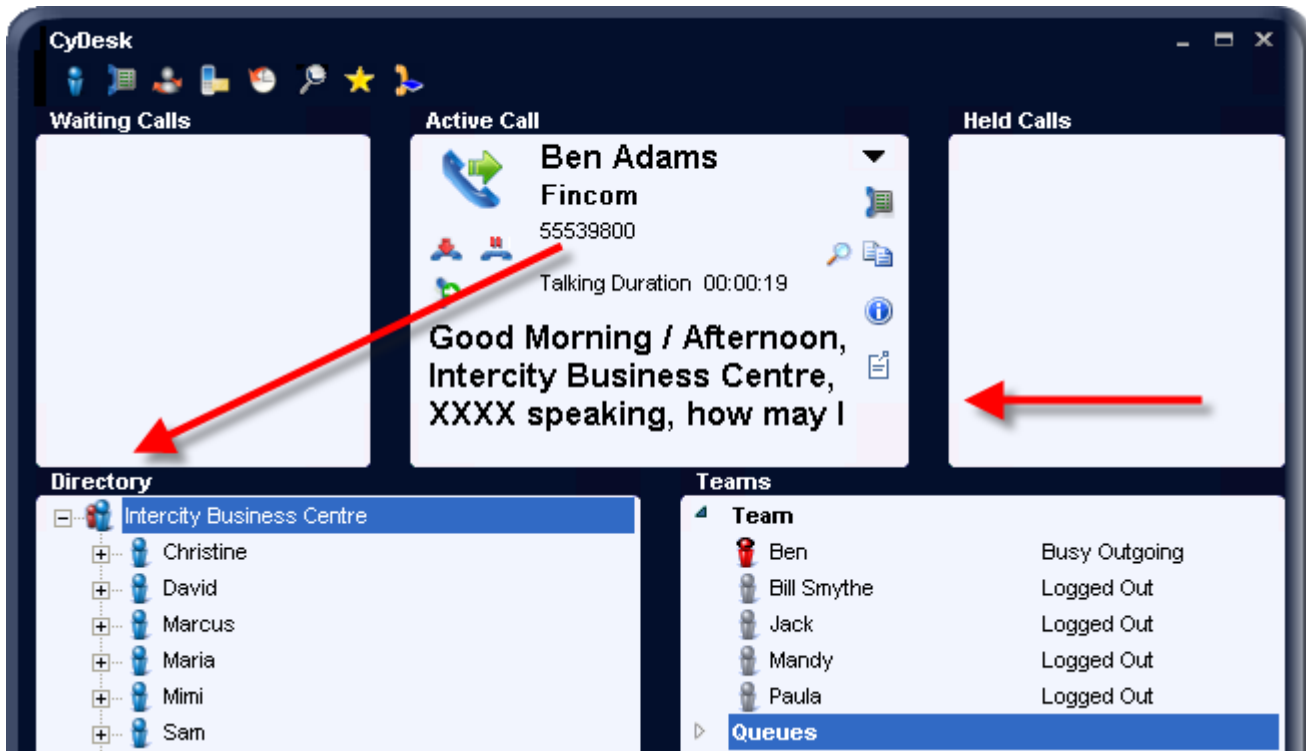 CyDesk
Waiting Calls
Active Call
Held Calls
Ben Adams
Fincom
55539800
Talking Duration 00:00:19
Good Morning / Afternoon,
Intercity Business Centre,
XXXX speaking, how may I
Directory
Intercity Business Centre
Christine
David
Marcus
Maria
Mimi
Sam
Teams
Team
Ben Busy Outgoing
Bill Smythe Logged Out
Jack Logged Out
Mandy Logged Out
Paula Logged Out
Queues